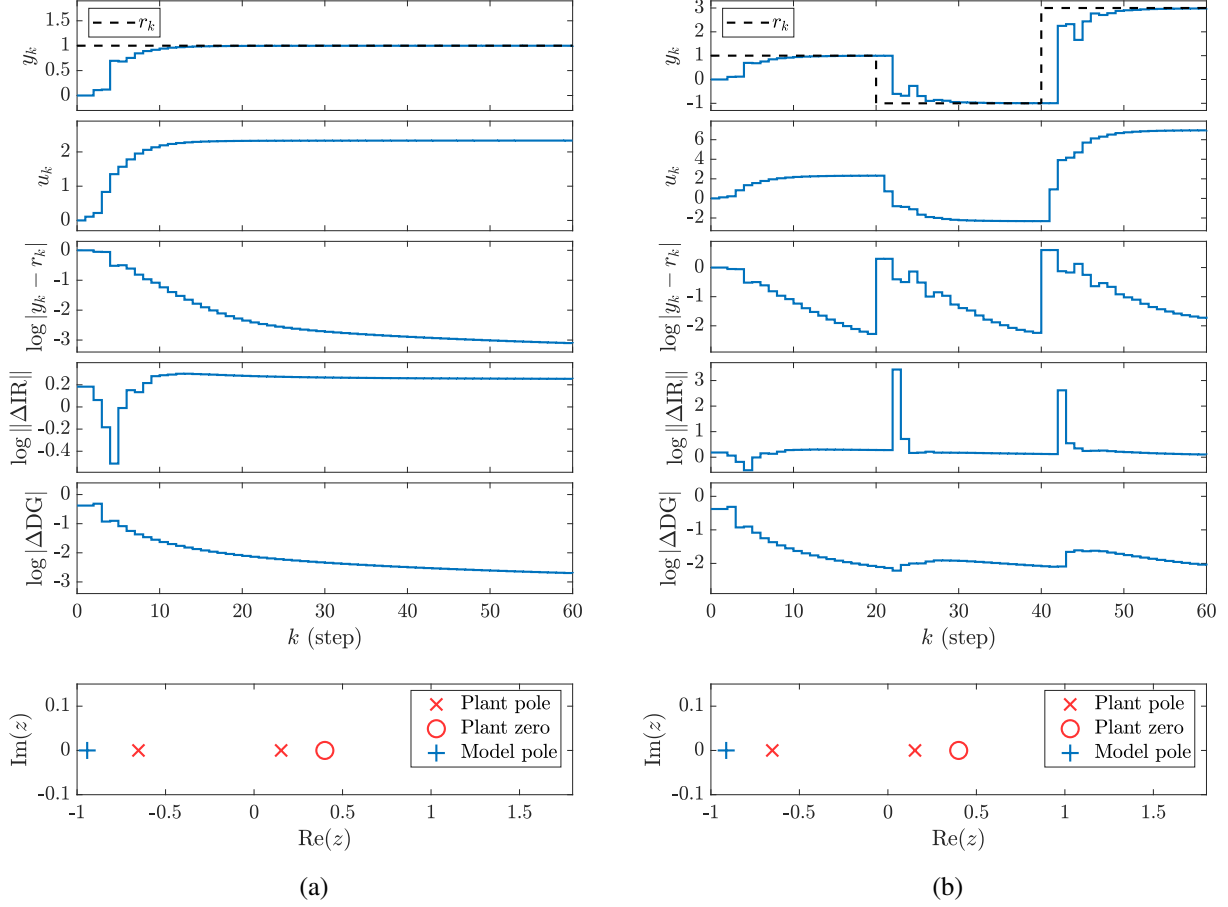 r_k
y_k
1.5
1
0.5
0
u_k
2
1
0
log |y_k − r_k|
0
-1
-2
-3
log ||ΔIR||
0.2
0
-0.2
-0.4
log |ΔDG|
0
-1
-2
-3
0 10 20 30 40 50 60
k (step)
Im(z)
0.1
0
-0.1
Plant pole
Plant zero
Model pole
-1 -0.5 0 0.5 1 1.5
Re(z)
(a)
r_k
y_k
3
2
1
0
-1
u_k
6
4
2
0
-2
log |y_k − r_k|
0
-1
-2
log ||ΔIR||
3
2
1
0
log |ΔDG|
0
-1
-2
0 10 20 30 40 50 60
k (step)
Im(z)
0.1
0
-0.1
Plant pole
Plant zero
Model pole
-1 -0.5 0 0.5 1 1.5
Re(z)
(b)